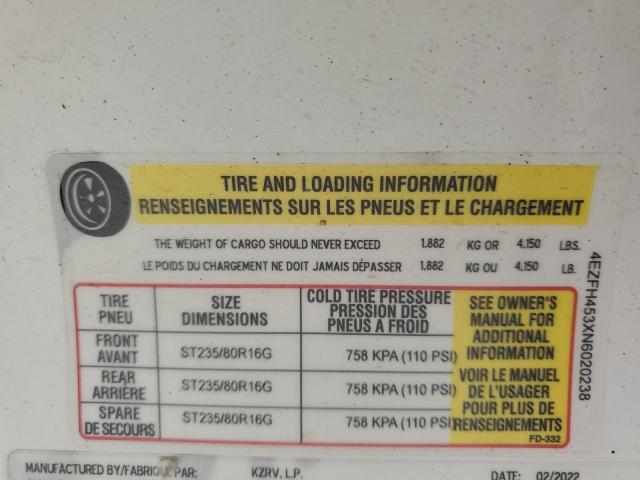 TIRE AND LOADING INFORMATION
RENSEIGNEMENTS SUR LES PNEUS ET LE CHARGEMENT
THE WEIGHT OF CARGO SHOULD NEVER EXCEED 1,882 KG OR 4,150 LBS.
LE POIDS DU CHARGEMENT NE DOIT JAMAIS DÉPASSER 1,882 KG OU 4,150 LB.
TIRE
PNEU
SIZE
DIMENSIONS
COLD TIRE PRESSURE
PRESSION DES
PNEUS A FROID
FRONT
AVANT
ST235/80R16G
758 KPA (110 PSI)
REAR
ARRIÈRE
ST235/80R16G
758 KPA (110 PSI)
SPARE
DE SECOURS
ST235/80R16G
758 KPA (110 PSI)
SEE OWNER'S
MANUAL FOR
ADDITIONAL
INFORMATION
VOIR LE MANUEL
DE L'USAGER
POUR PLUS DE
RENSEIGNEMENTS
FD-332
4EZFH453XN6020238
MANUFACTURED BY/FABRIQUE PAR: KZRV, L.P. DATE: 02/2022